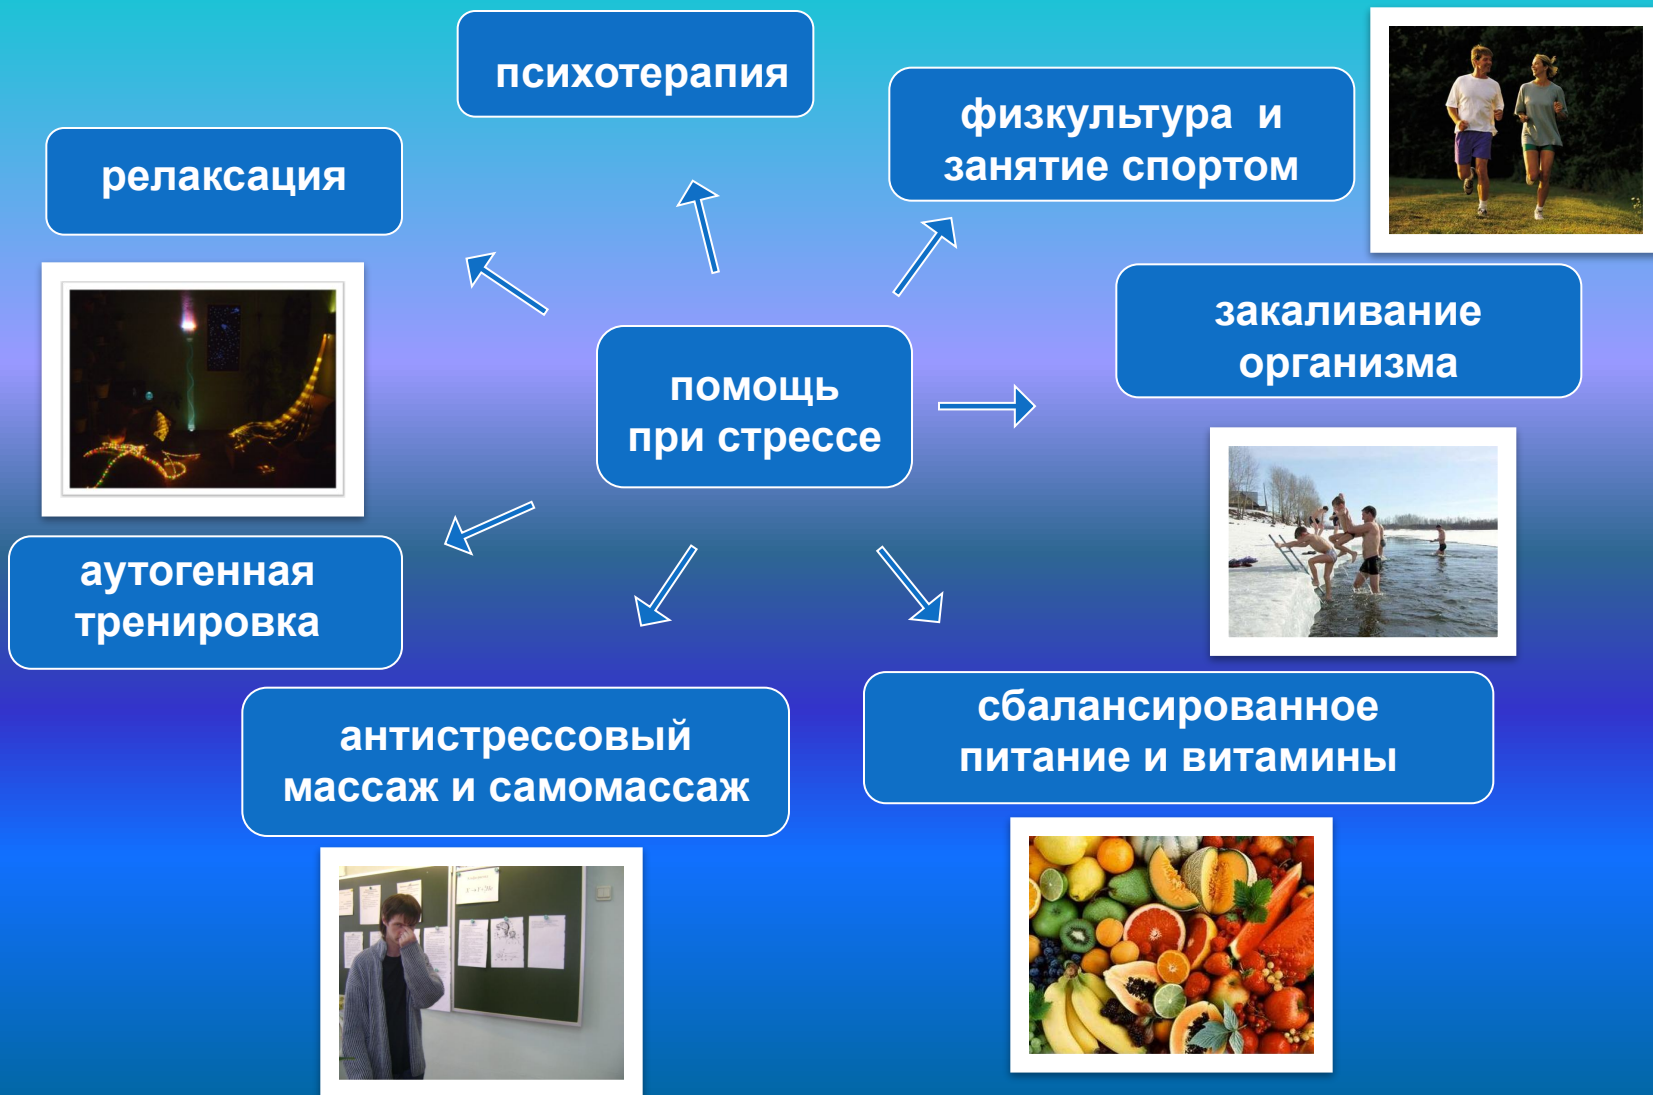 психотерапия
физкультура и
занятие спортом
релаксация
закаливание
организма
помощь
при стрессе
аутогенная
тренировка
антистрессовый
массаж и самомассаж
сбалансированное
питание и витамины